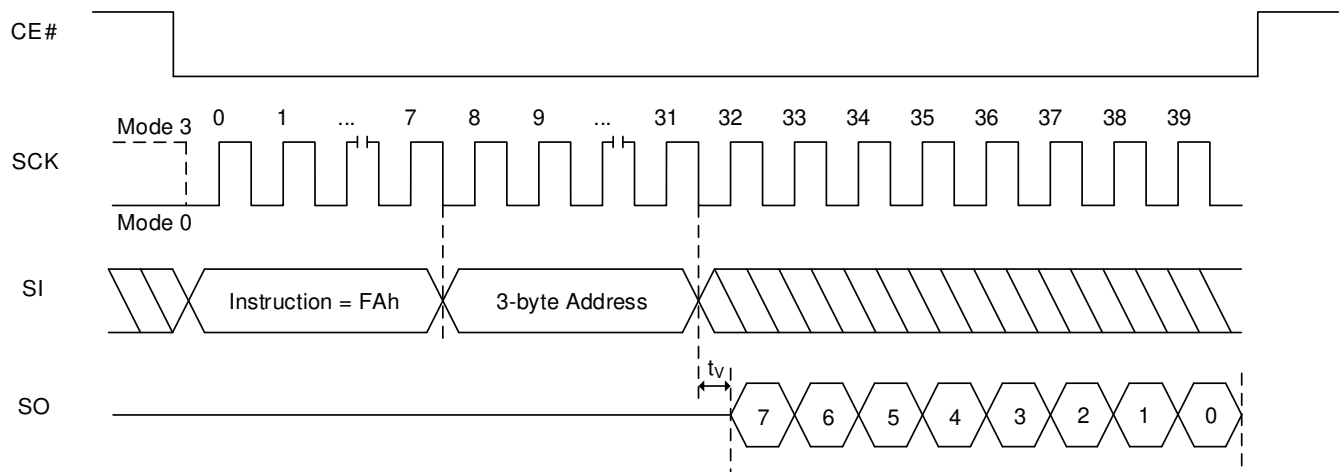 CE#
0 1 ... 7 8 9 ... 31 32 33 34 35 36 37 38 39
Mode 3
SCK
Mode 0
SI
Instruction = FAh
3-byte Address
tV
SO
7 6 5 4 3 2 1 0